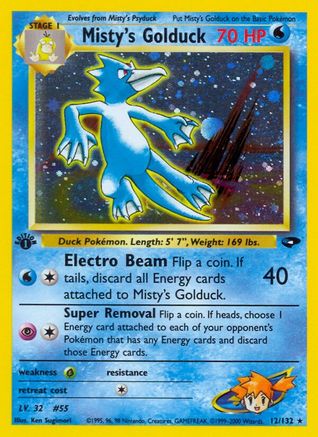 Evolves from Misty's Psyduck
Put Misty's Golduck on the Basic Pokémon
STAGE 1
Misty's Golduck 70 HP
EDITION
1
Duck Pokémon. Length: 5' 7", Weight: 169 lbs.
Electro Beam Flip a coin. If
tails, discard all Energy cards
attached to Misty's Golduck.
40
Super Removal Flip a coin. If heads, choose 1
Energy card attached to each of your opponent's
Pokémon that has any Energy cards and discard
those Energy cards.
weakness
resistance
retreat cost
LV. 32 #55
Illus. Ken Sugimori
©1995, 96, 98 Nintendo, Creatures, GAMEFREAK. ©1999-2000 Wizards.
12/132 ★